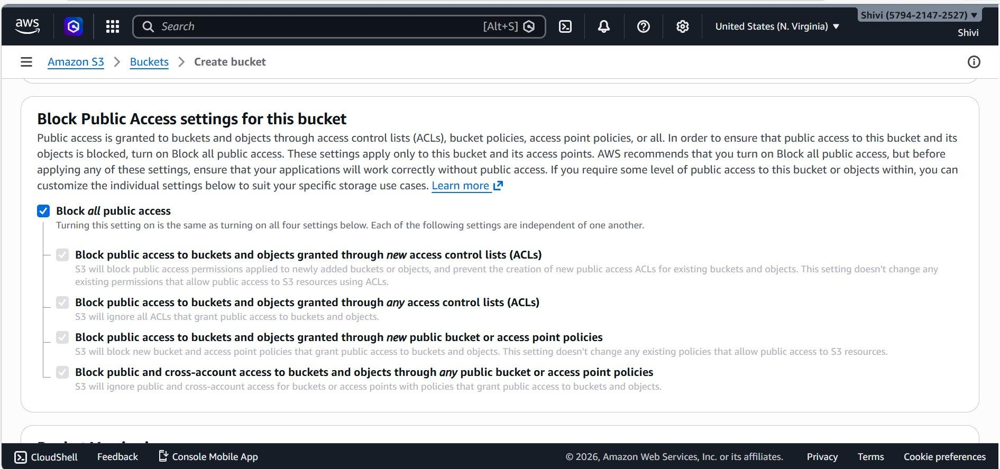 aws
Search
[Alt+S]
United States (N. Virginia)
Shivi (5794-2147-2527)
Shivi
Amazon S3
Buckets
Create bucket
Block Public Access settings for this bucket
Public access is granted to buckets and objects through access control lists (ACLs), bucket policies, access point policies, or all. In order to ensure that public access to this bucket and its
objects is blocked, turn on Block all public access. These settings apply only to this bucket and its access points. AWS recommends that you turn on Block all public access, but before
applying any of these settings, ensure that your applications will work correctly without public access. If you require some level of public access to this bucket or objects within, you can
customize the individual settings below to suit your specific storage use cases. Learn more
Block all public access
Turning this setting on is the same as turning on all four settings below. Each of the following settings are independent of one another.
Block public access to buckets and objects granted through new access control lists (ACLs)
S3 will block public access permissions applied to newly added buckets or objects, and prevent the creation of new public access ACLs for existing buckets and objects. This setting doesn't change any
existing permissions that allow public access to S3 resources using ACLs.
Block public access to buckets and objects granted through any access control lists (ACLs)
S3 will ignore all ACLs that grant public access to buckets and objects.
Block public access to buckets and objects granted through new public bucket or access point policies
S3 will block new bucket and access point policies that grant public access to buckets and objects. This setting doesn't change any existing policies that allow public access to S3 resources.
Block public and cross-account access to buckets and objects through any public bucket or access point policies
S3 will ignore public and cross-account access for buckets or access points with policies that grant public access to buckets and objects.
CloudShell
Feedback
Console Mobile App
© 2026, Amazon Web Services, Inc. or its affiliates.
Privacy
Terms
Cookie preferences